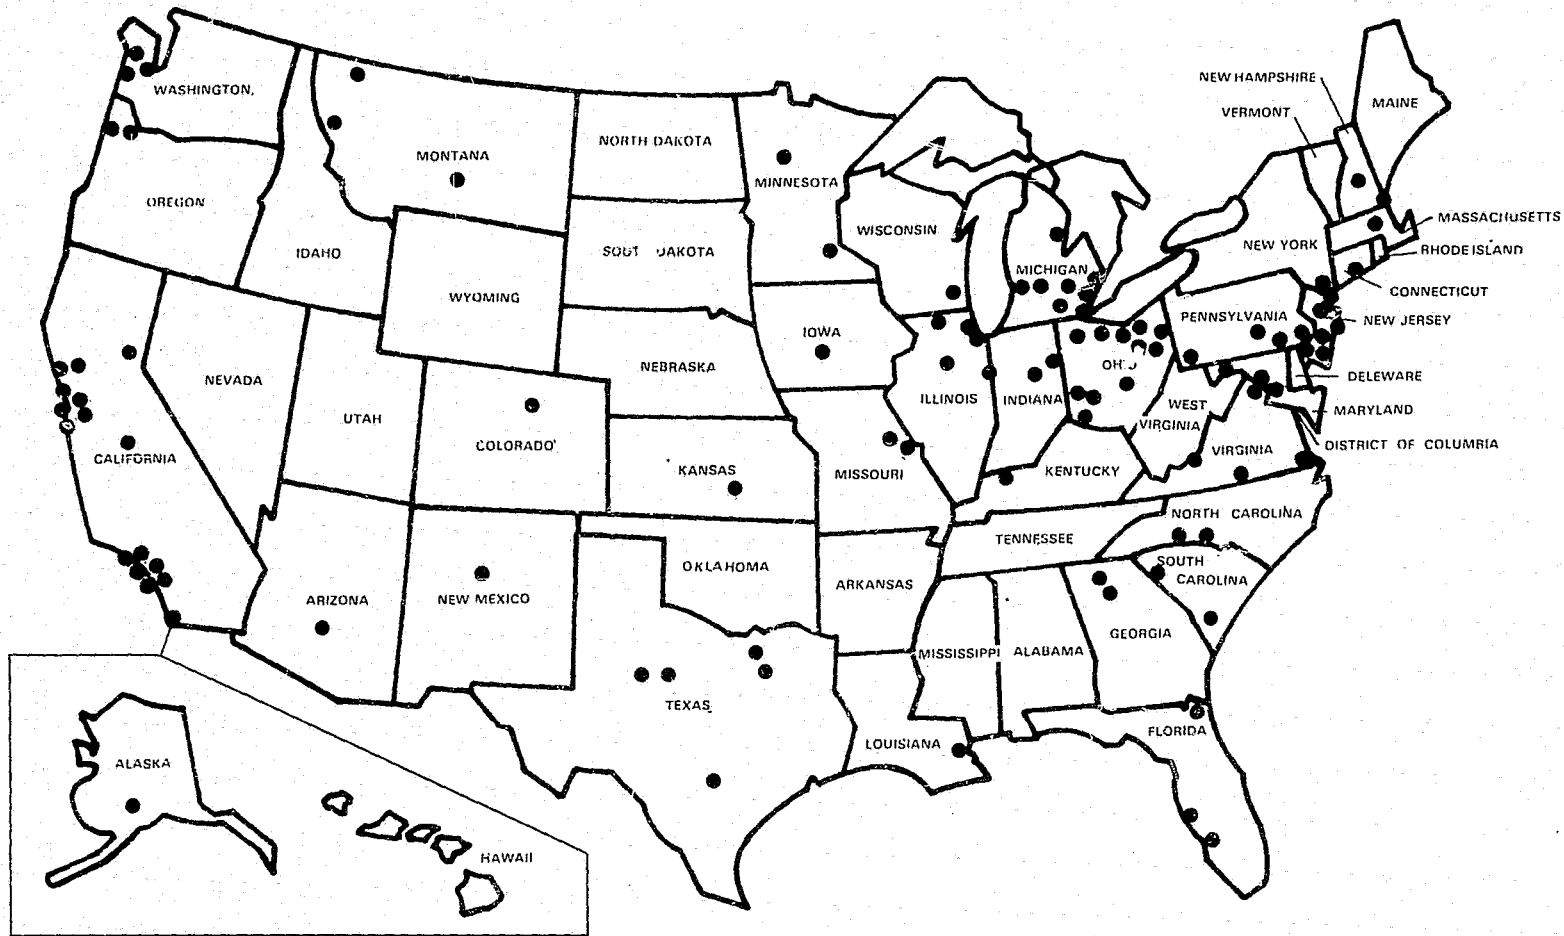 NEW HAMPSHIRE
WASHINGTON
MAINE
VERMONT
NORTH DAKOTA
MONTANA
MINNESOTA
OREGON
MASSACHUSETTS
WISCONSIN
NEW YORK
SOUT DAKOTA
RHODE ISLAND
IDAHO
MICHIGAN
CONNECTICUT
WYOMING
PENNSYLVANIA
NEW JERSEY
IOWA
NEBRASKA
OHIO
DELEWARE
NEVADA
ILLINOIS
INDIANA
WEST
VIRGINIA
MARYLAND
UTAH
COLORADO
DISTRICT OF COLUMBIA
VIRGINIA
CALIFORNIA
KANSAS
MISSOURI
KENTUCKY
NORTH CAROLINA
TENNESSEE
SOUTH
CAROLINA
OKLAHOMA
ARKANSAS
ARIZONA
NEW MEXICO
GEORGIA
MISSISSIPPI
ALABAMA
TEXAS
FLORIDA
LOUISIANA
ALASKA
HAWAII